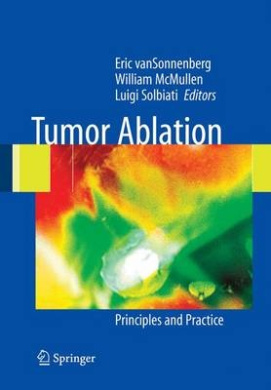 Eric vanSonnenberg
William McMullen
Luigi Solbiati Editors
Tumor Ablation
Principles and Practice
Springer